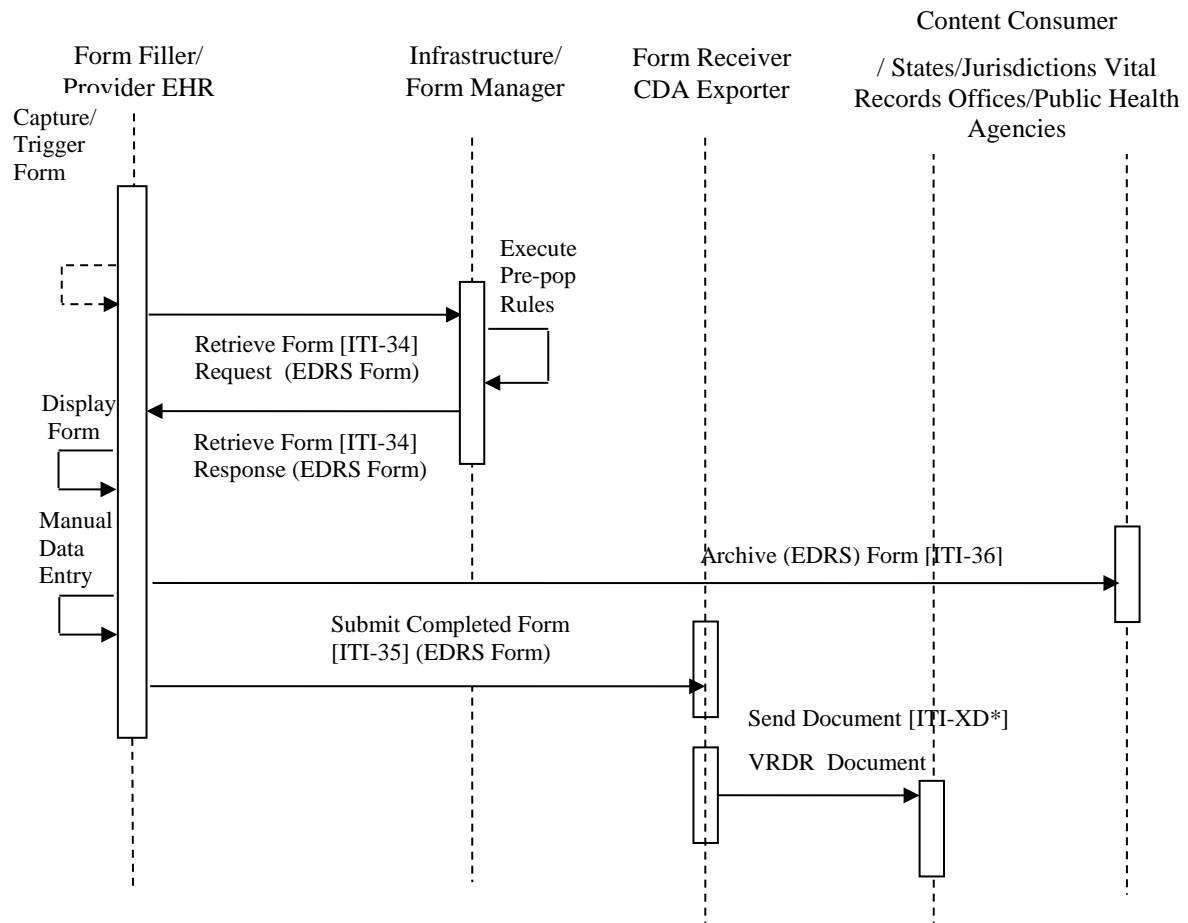 Content Consumer
Form Filler/
Provider EHR
Infrastructure/
Form Manager
Form Receiver
CDA Exporter
/ States/Jurisdictions Vital
Records Offices/Public Health
Agencies
Capture/
Trigger
Form
Execute
Pre-pop
Rules
Retrieve Form [ITI-34]
Request (EDRS Form)
Display
Form
Retrieve Form [ITI-34]
Response (EDRS Form)
Manual
Data
Entry
Archive (EDRS) Form [ITI-36]
Submit Completed Form
[ITI-35] (EDRS Form)
Send Document [ITI-XD*]
VRDR Document